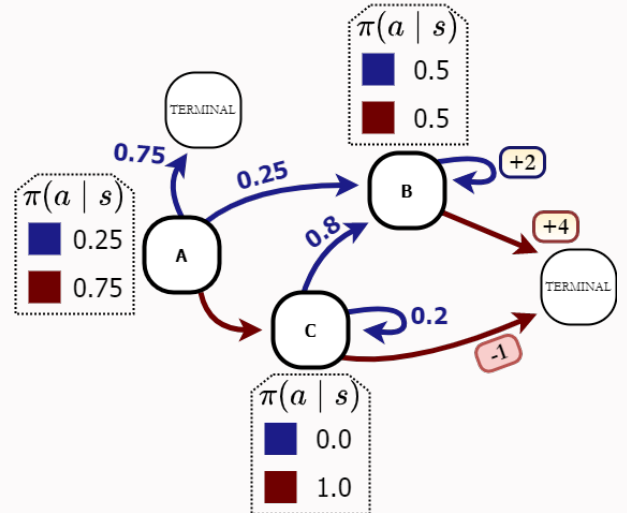 π(a | s)
0.5
0.5
TERMINAL
0.75
0.25
+2
B
π(a | s)
0.25
0.75
A
0.8
+4
TERMINAL
C
0.2
-1
π(a | s)
0.0
1.0